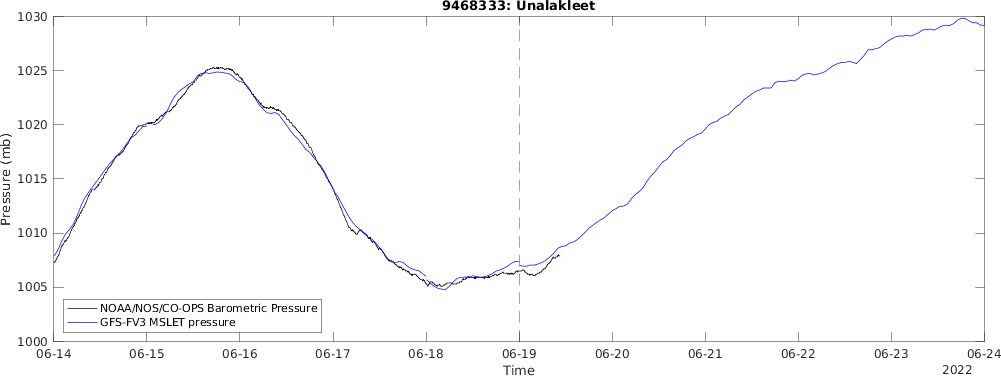 9468333: Unalakleet
Pressure (mb)
1030
1025
1020
1015
1010
1005
1000
NOAA/NOS/CO-OPS Barometric Pressure
GFS-FV3 MSLET pressure
06-14 06-15 06-16 06-17 06-18 06-19 06-20 06-21 06-22 06-23 06-24
Time
2022